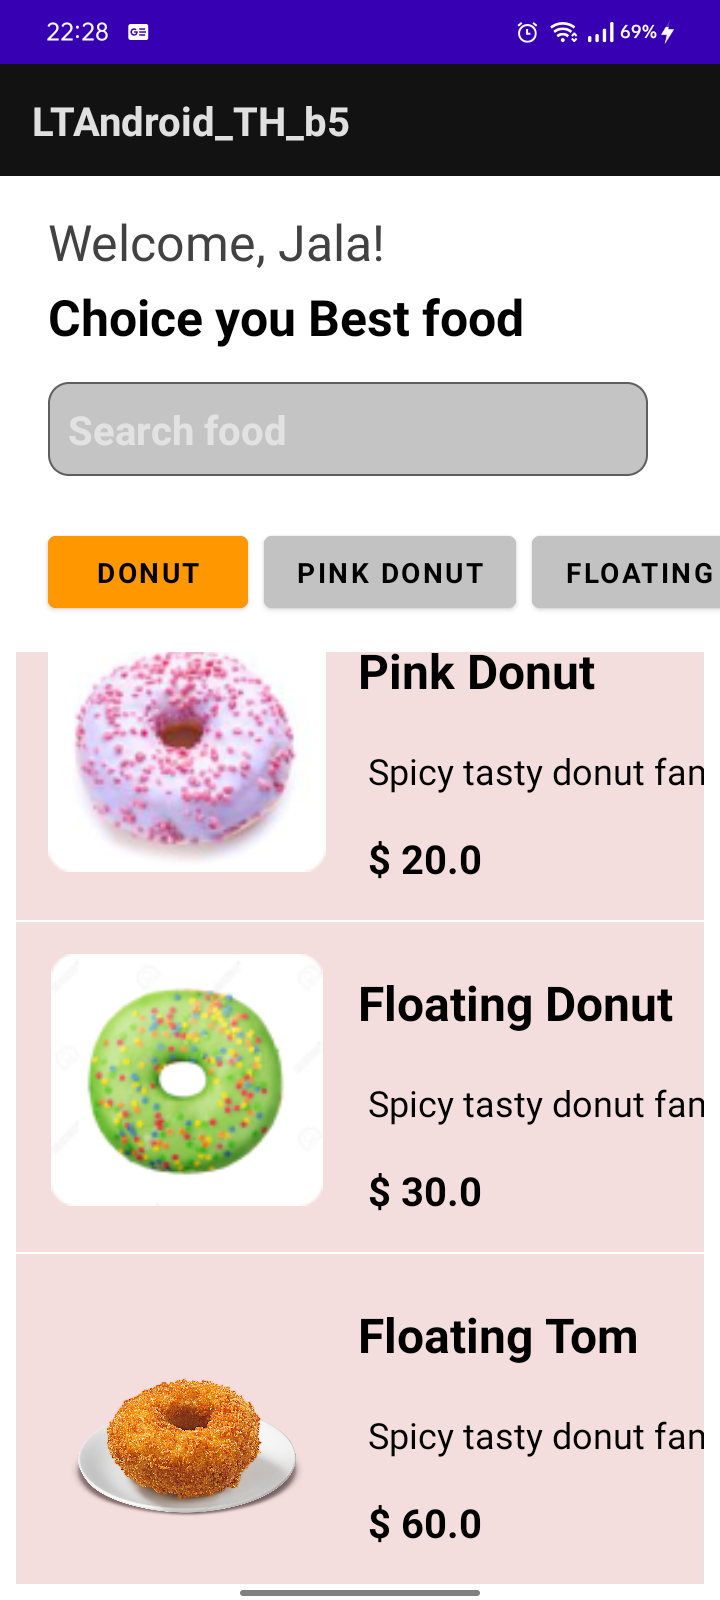 22:28 GE 69%
LTAndroid_TH_b5
Welcome, Jala!
Choice you Best food
Search food
DONUT PINK DONUT FLOATING
Pink Donut
Spicy tasty donut fan
$ 20.0
Floating Donut
Spicy tasty donut fan
$ 30.0
Floating Tom
Spicy tasty donut fan
$ 60.0